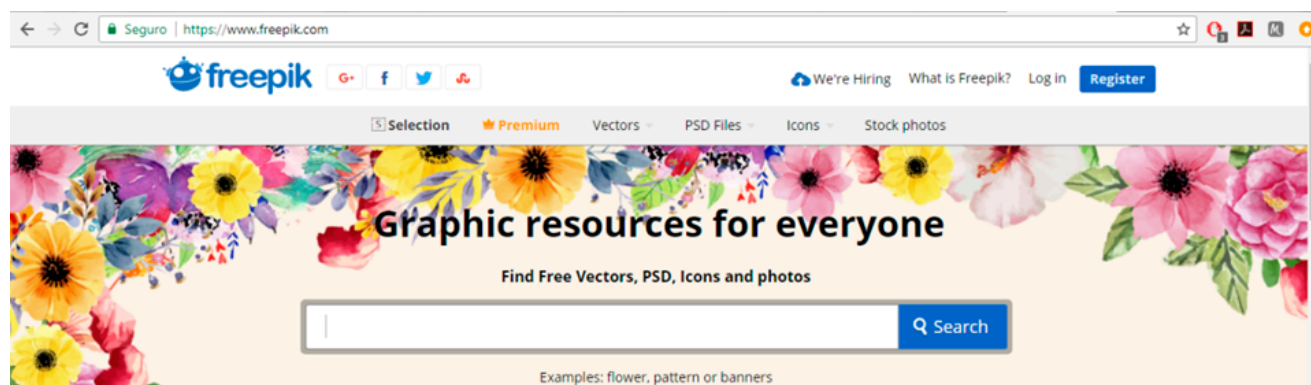 Seguro | https://www.freepik.com
3
freepik G+ f We're Hiring What is Freepik? Log in Register
S Selection Premium Vectors PSD Files Icons Stock photos
Graphic resources for everyone
Find Free Vectors, PSD, Icons and photos
Search
Examples: flower, pattern or banners